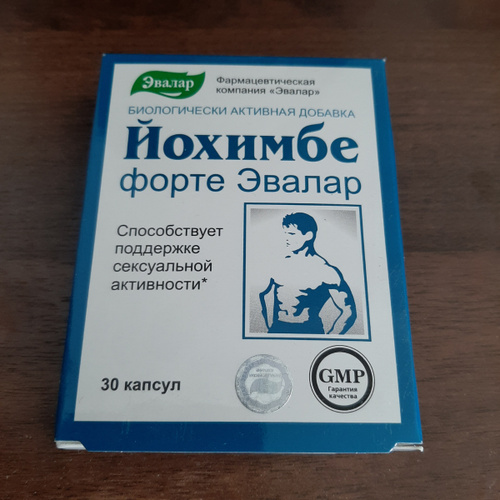 Эвалар
Фармацевтическая
компания «Эвалар»
БИОЛОГИЧЕСКИ АКТИВНАЯ ДОБАВКА
Йохимбе
форте Эвалар
Способствует
поддержке
сексуальной
активности*
30 капсул
GMP
Гарантия
качества